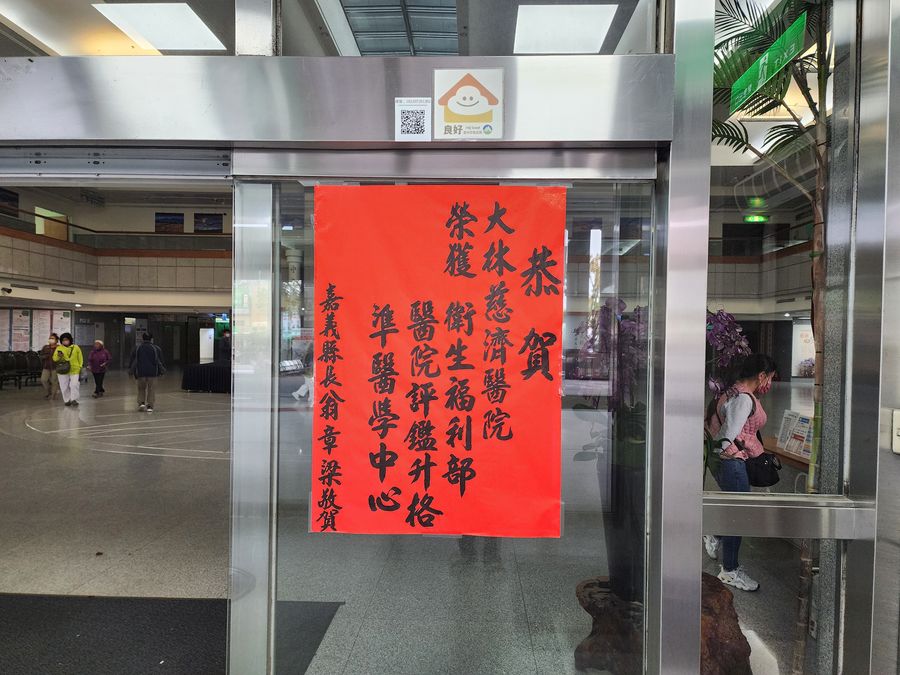 恭賀
大林慈濟醫院
榮獲 衛生福利部
醫院評鑑升格
準醫學中心
嘉義縣長翁章梁敬賀
良好
EXIT